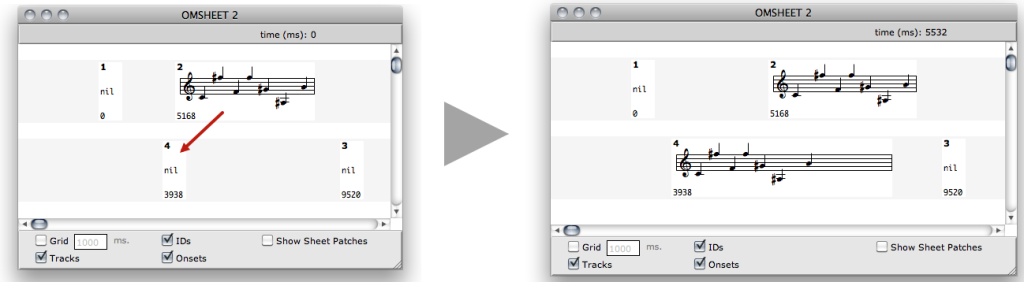 OMSHEET 2
time (ms): 0
1
2
nil
0
5168
4
3
nil
nil
3938
9520
Grid 1000 ms.
IDs
Show Sheet Patches
Tracks
Onsets
OMSHEET 2
time (ms): 5532
1
2
nil
0
5168
4
3
nil
3938
9520
Grid 1000 ms.
IDs
Show Sheet Patches
Tracks
Onsets